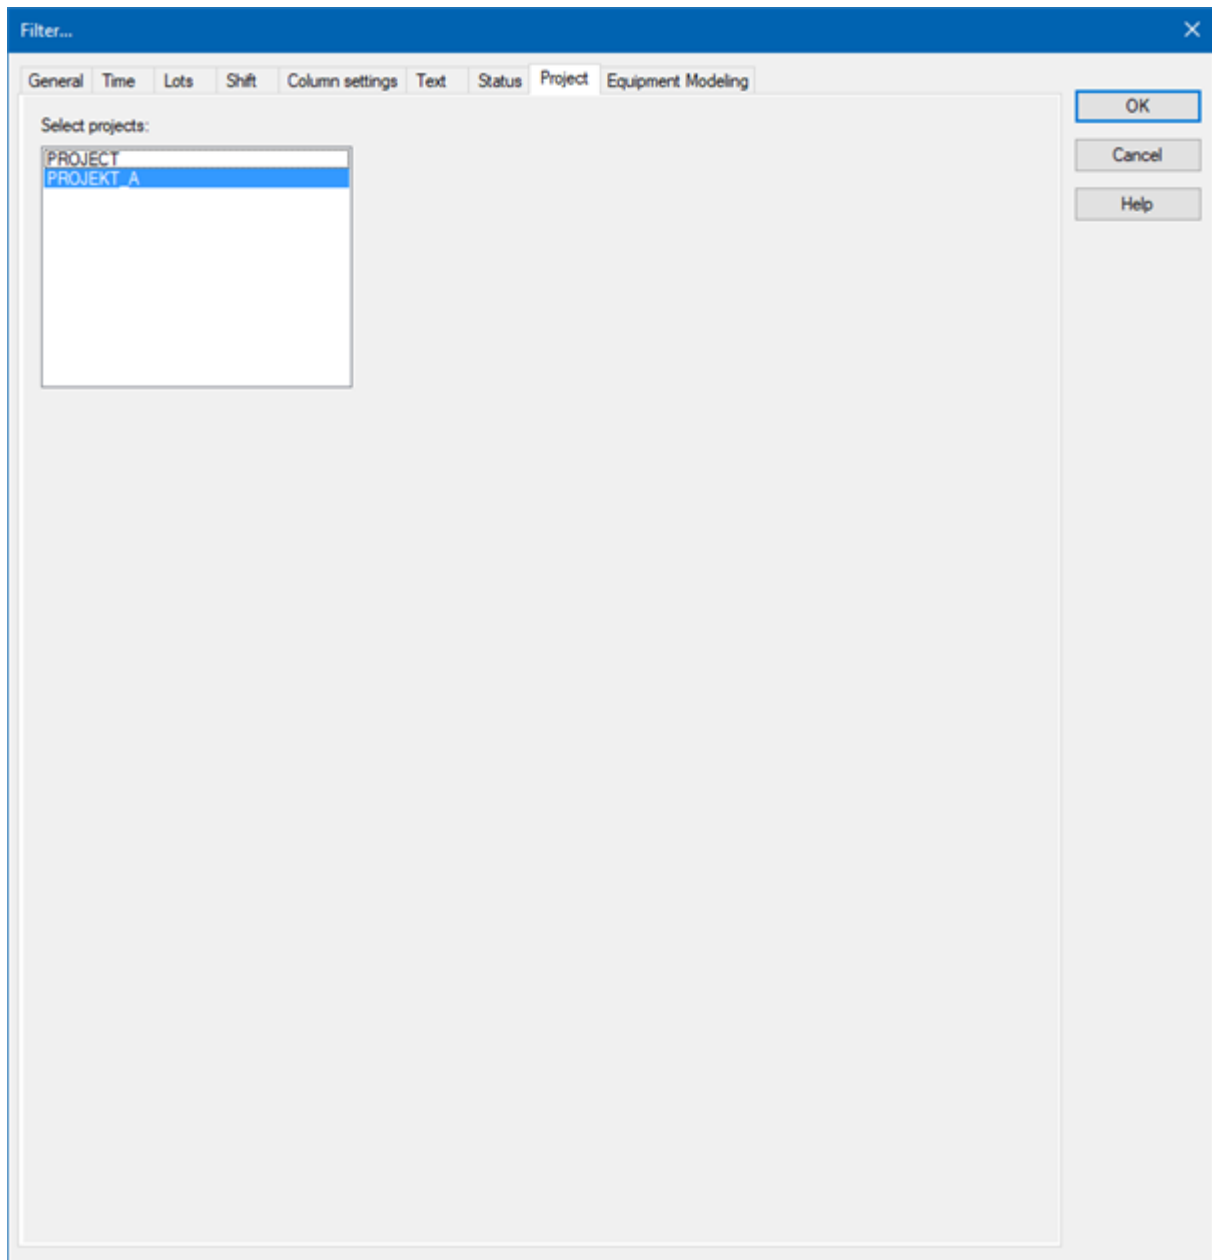 Filter...
General Time Lots Shift Column settings Text Status Project Equipment Modeling
Select projects:
PROJECT
PROJEKT_A
OK
Cancel
Help